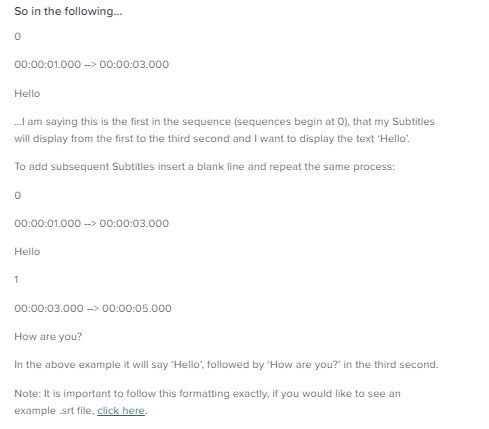 So in the following...
0
00:00:01.000 --> 00:00:03.000
Hello
...I am saying this is the first in the sequence (sequences begin at 0), that my Subtitles
will display from the first to the third second and I want to display the text ‘Hello’.
To add subsequent Subtitles insert a blank line and repeat the same process:
0
00:00:01.000 --> 00:00:03.000
Hello
1
00:00:03.000 --> 00:00:05.000
How are you?
In the above example it will say ‘Hello’, followed by ‘How are you?’ in the third second.
Note: It is important to follow this formatting exactly, if you would like to see an
example .srt file, click here.